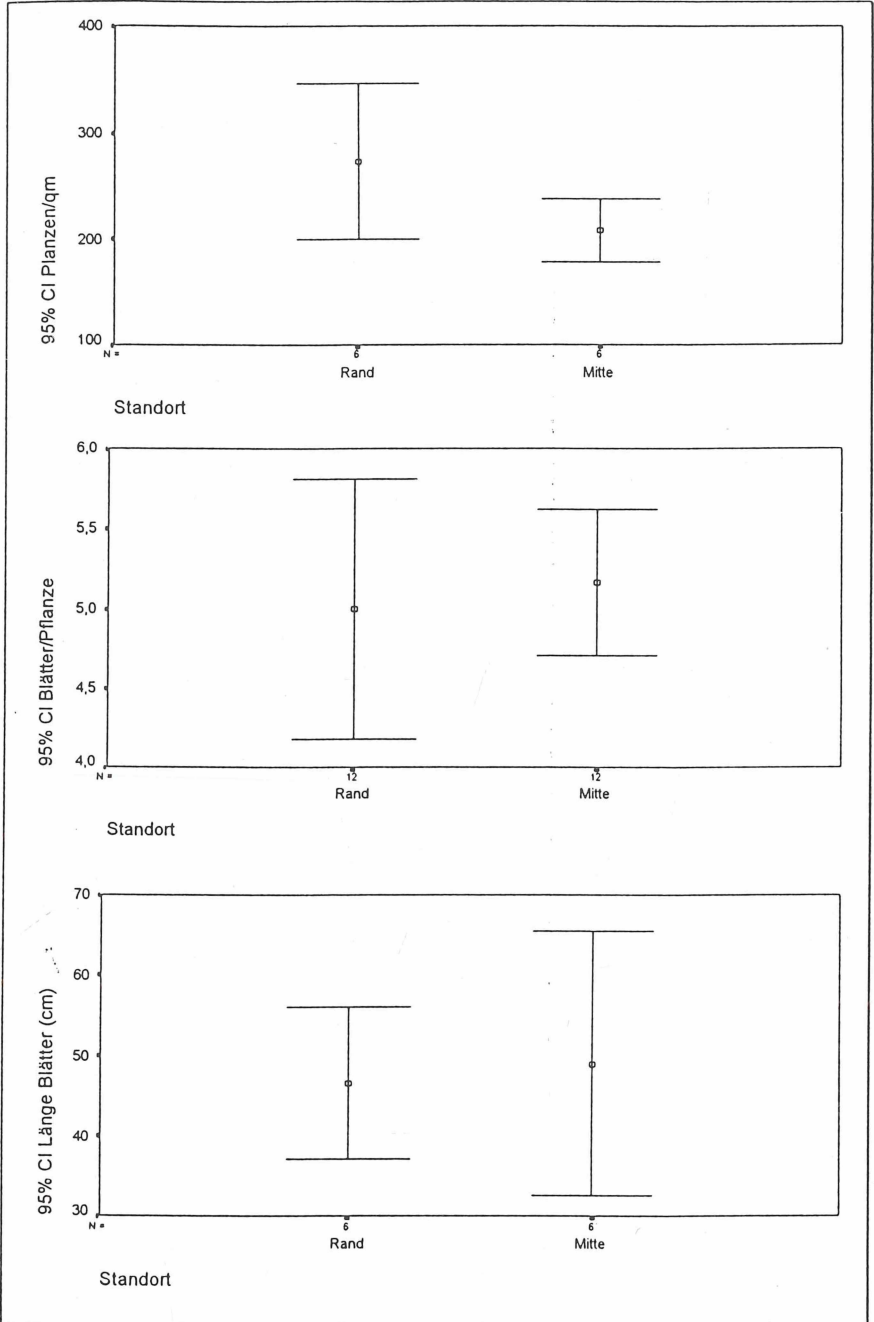 400
300
200
100
95% CI Planzen/qm
N =
6
6
Rand
Mitte
Standort
6,0
5,5
5,0
4,5
4,0
95% CI Blätter/Pflanze
N =
12
12
Rand
Mitte
Standort
70
60
50
40
30
95% CI Länge Blätter (cm)
N =
6
6
Rand
Mitte
Standort